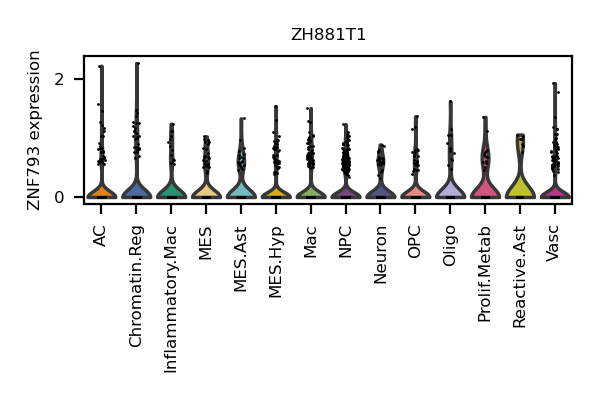 ZH881T1
ZNF793 expression
2
0
AC
Chromatin.Reg
Inflammatory.Mac
MES
MES.Ast
MES.Hyp
Mac
NPC
Neuron
OPC
Oligo
Prolif.Metab
Reactive.Ast
Vasc